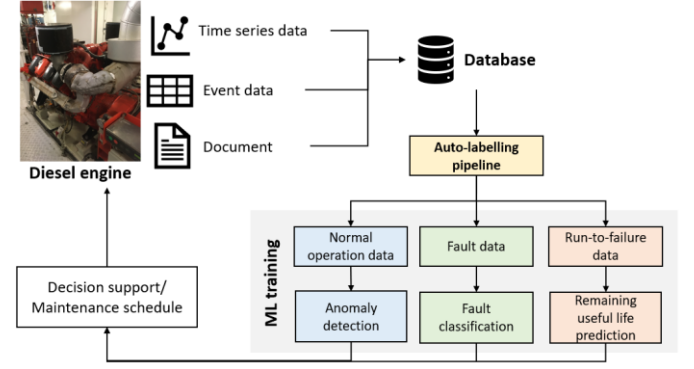 Time series data
Database
Event data
Document
Auto-labelling
pipeline
Diesel engine
ML training
Normal
operation data
Fault data
Run-to-failure
data
Decision support/
Maintenance schedule
Anomaly
detection
Fault
classification
Remaining
useful life
prediction